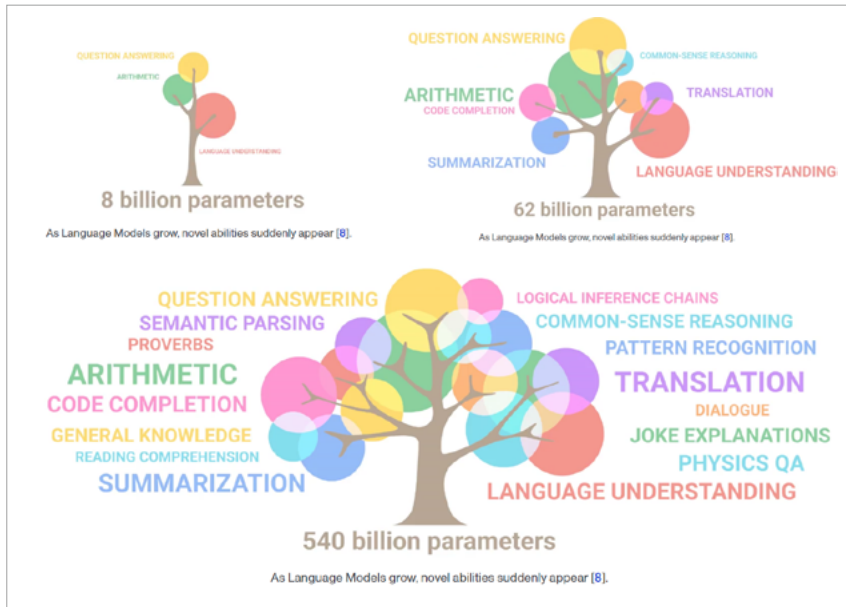 QUESTION ANSWERING
ARITHMETIC
LANGUAGE UNDERSTANDING
8 billion parameters
As Language Models grow, novel abilities suddenly appear [8].
QUESTION ANSWERING
COMMON-SENSE REASONING
ARITHMETIC
TRANSLATION
CODE COMPLETION
SUMMARIZATION
LANGUAGE UNDERSTANDING
62 billion parameters
As Language Models grow, novel abilities suddenly appear [8].
QUESTION ANSWERING
LOGICAL INFERENCE CHAINS
SEMANTIC PARSING
COMMON-SENSE REASONING
PROVERBS
PATTERN RECOGNITION
ARITHMETIC
TRANSLATION
CODE COMPLETION
DIALOGUE
GENERAL KNOWLEDGE
JOKE EXPLANATIONS
READING COMPREHENSION
PHYSICS QA
SUMMARIZATION
LANGUAGE UNDERSTANDING
540 billion parameters
As Language Models grow, novel abilities suddenly appear [8].